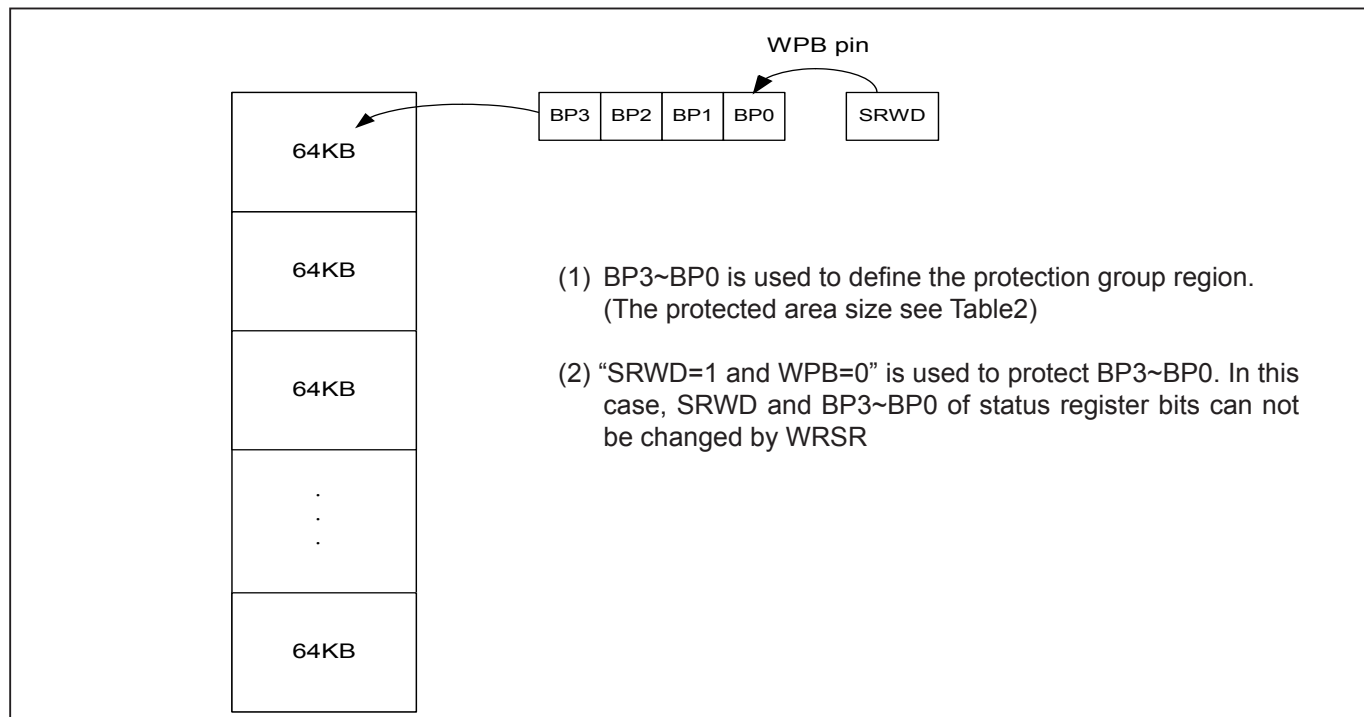 WPB pin
BP3 BP2 BP1 BP0 SRWD
64KB
64KB
64KB
.
.
.
64KB
(1) BP3~BP0 is used to define the protection group region.
(The protected area size see Table2)
(2) “SRWD=1 and WPB=0” is used to protect BP3~BP0. In this
case, SRWD and BP3~BP0 of status register bits can not
be changed by WRSR